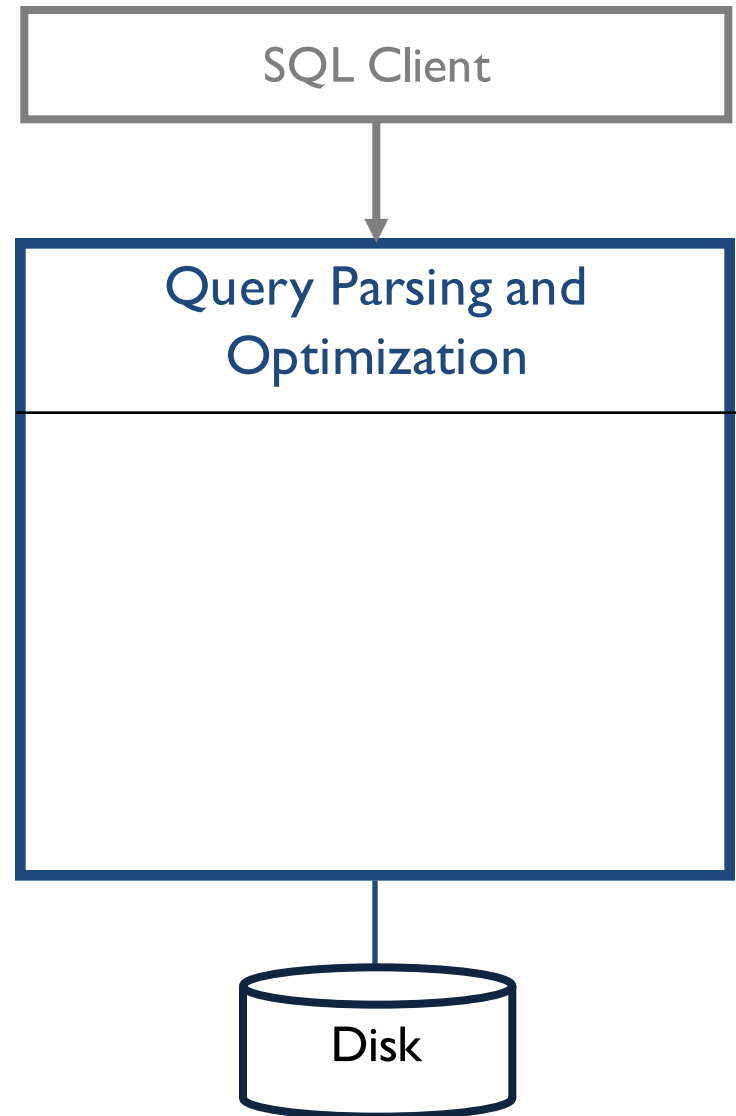 SQL Client
Query Parsing and
Optimization
Disk